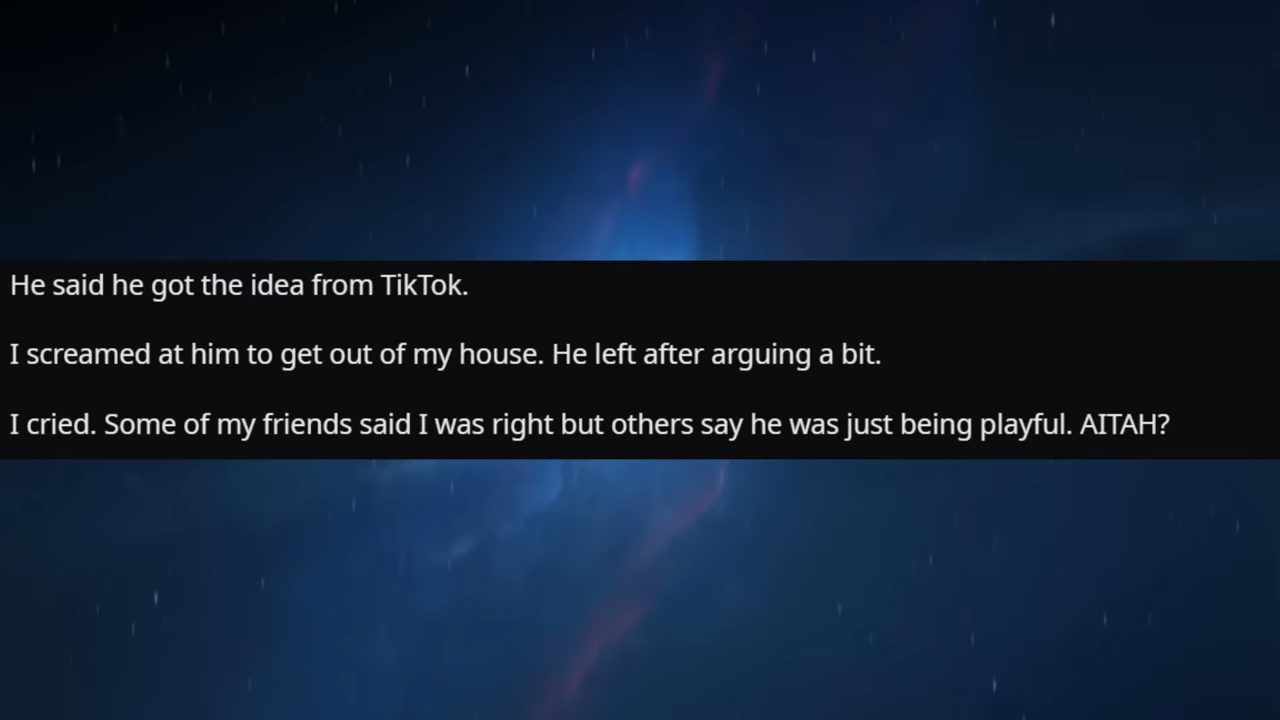 He said he got the idea from TikTok.
I screamed at him to get out of my house. He left after arguing a bit.
I cried. Some of my friends said I was right but others say he was just being playful. AITAH?